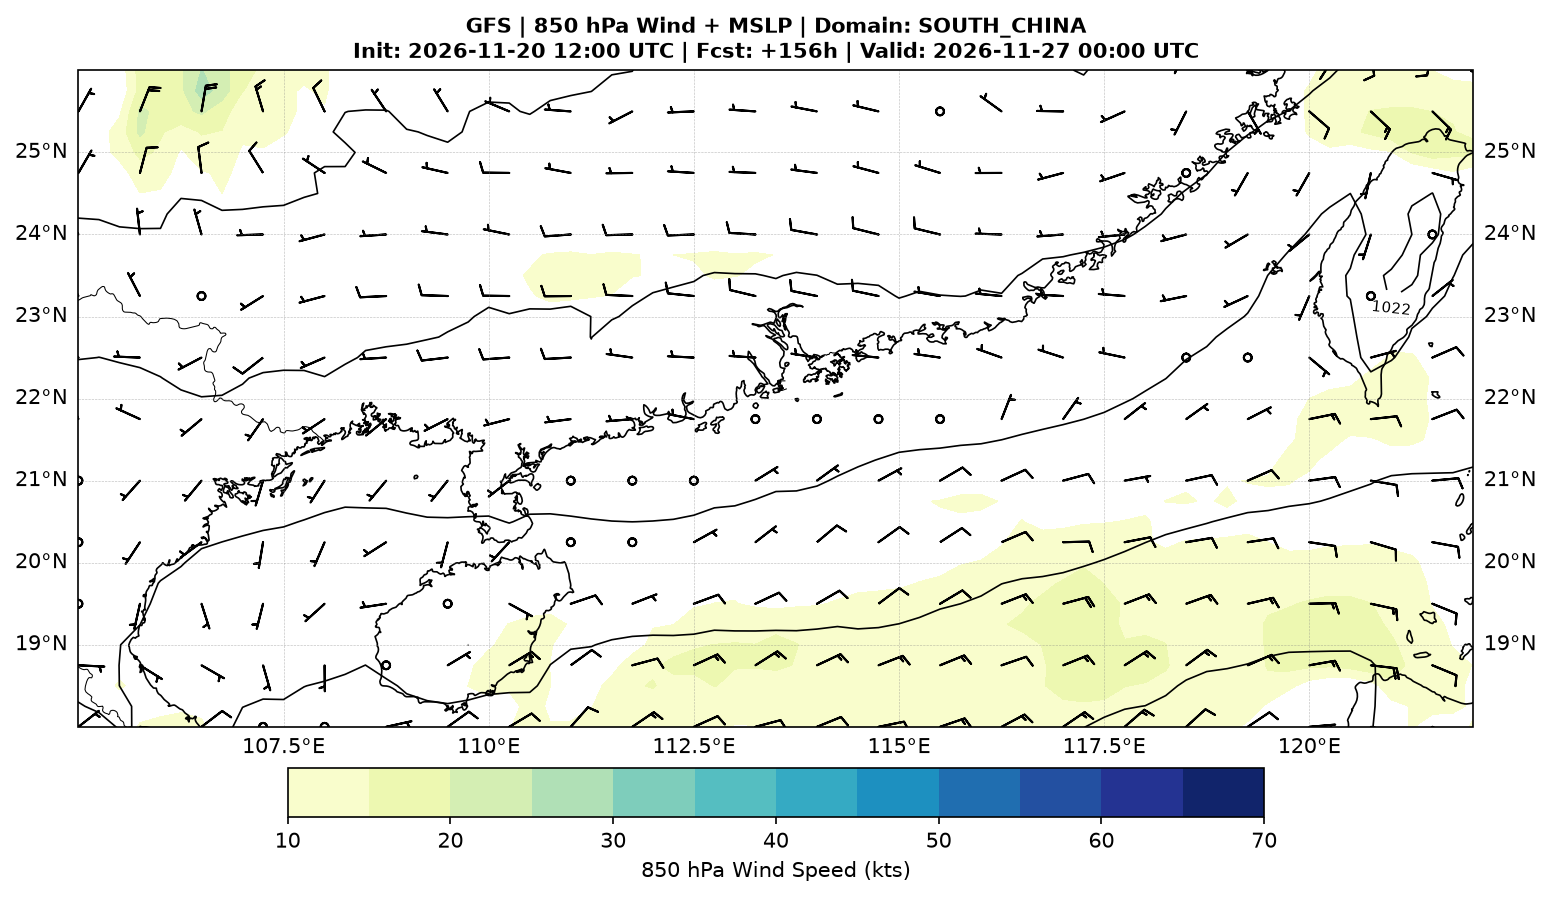 GFS | 850 hPa Wind + MSLP | Domain: SOUTH_CHINA
Init: 2026-11-20 12:00 UTC | Fcst: +156h | Valid: 2026-11-27 00:00 UTC
25°N 25°N
24°N 24°N
23°N 1022 23°N
22°N 22°N
21°N 21°N
20°N 20°N
19°N 19°N
107.5°E 110°E 112.5°E 115°E 117.5°E 120°E
10 20 30 40 50 60 70
850 hPa Wind Speed (kts)